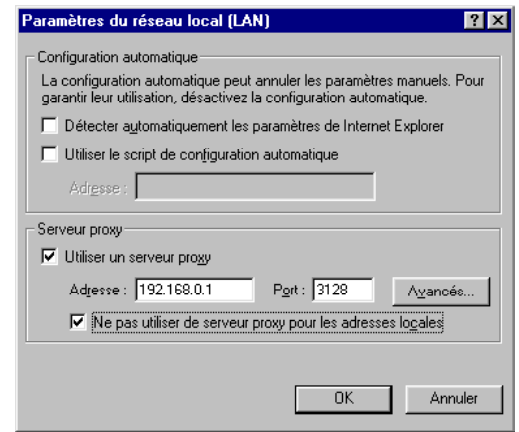 Paramètres du réseau local (LAN)
Configuration automatique
La configuration automatique peut annuler les paramètres manuels. Pour
garantir leur utilisation, désactivez la configuration automatique.
Détecter automatiquement les paramètres de Internet Explorer
Utiliser le script de configuration automatique
Adresse :
Serveur proxy
Utiliser un serveur proxy
Adresse : 192.168.0.1 Port : 3128 Avancés...
Ne pas utiliser de serveur proxy pour les adresses locales
OK Annuler